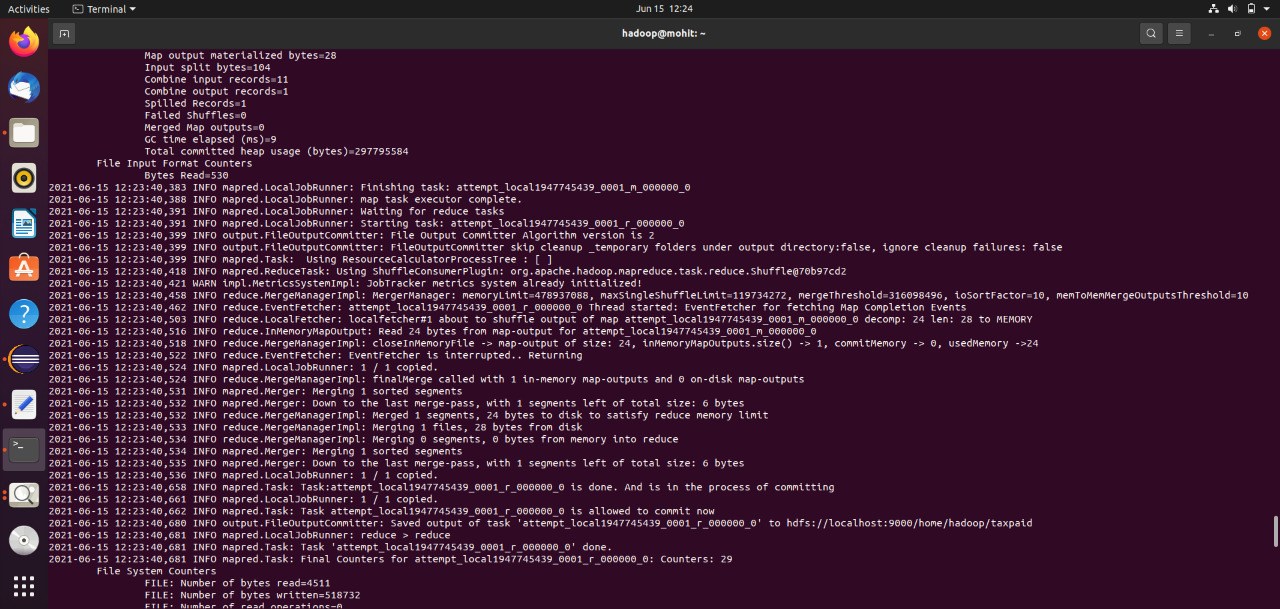 Activities
Terminal
Jun 15 12:24
hadoop@mohit: ~
Map output materialized bytes=28
Input split bytes=104
Combine input records=11
Combine output records=1
Spilled Records=1
Failed Shuffles=0
Merged Map outputs=0
GC time elapsed (ms)=9
Total committed heap usage (bytes)=297795584
File Input Format Counters
Bytes Read=530
2021-06-15 12:23:40,383 INFO mapred.LocalJobRunner: Finishing task: attempt_local1947745439_0001_m_000000_0
2021-06-15 12:23:40,388 INFO mapred.LocalJobRunner: map task executor complete.
2021-06-15 12:23:40,391 INFO mapred.LocalJobRunner: Waiting for reduce tasks
2021-06-15 12:23:40,391 INFO mapred.LocalJobRunner: Starting task: attempt_local1947745439_0001_r_000000_0
2021-06-15 12:23:40,399 INFO output.FileOutputCommitter: File Output Committer Algorithm version is 2
2021-06-15 12:23:40,399 INFO output.FileOutputCommitter: FileOutputCommitter skip cleanup _temporary folders under output directory:false, ignore cleanup failures: false
2021-06-15 12:23:40,399 INFO mapred.Task:  Using ResourceCalculatorProcessTree : [ ]
2021-06-15 12:23:40,418 INFO mapred.ReduceTask: Using ShuffleConsumerPlugin: org.apache.hadoop.mapreduce.task.reduce.Shuffle@70b97cd2
2021-06-15 12:23:40,421 WARN impl.MetricsSystemImpl: JobTracker metrics system already initialized!
2021-06-15 12:23:40,458 INFO reduce.MergeManagerImpl: MergerManager: memoryLimit=478937088, maxSingleShuffleLimit=119734272, mergeThreshold=316098496, ioSortFactor=10, memToMemMergeOutputsThreshold=10
2021-06-15 12:23:40,462 INFO reduce.EventFetcher: attempt_local1947745439_0001_r_000000_0 Thread started: EventFetcher for fetching Map Completion Events
2021-06-15 12:23:40,503 INFO reduce.LocalFetcher: localfetcher#1 about to shuffle output of map attempt_local1947745439_0001_m_000000_0 decomp: 24 len: 28 to MEMORY
2021-06-15 12:23:40,516 INFO reduce.InMemoryMapOutput: Read 24 bytes from map-output for attempt_local1947745439_0001_m_000000_0
2021-06-15 12:23:40,518 INFO reduce.MergeManagerImpl: closeInMemoryFile -> map-output of size: 24, inMemoryMapOutputs.size() -> 1, commitMemory -> 0, usedMemory ->24
2021-06-15 12:23:40,522 INFO reduce.EventFetcher: EventFetcher is interrupted.. Returning
2021-06-15 12:23:40,524 INFO mapred.LocalJobRunner: 1 / 1 copied.
2021-06-15 12:23:40,524 INFO reduce.MergeManagerImpl: finalMerge called with 1 in-memory map-outputs and 0 on-disk map-outputs
2021-06-15 12:23:40,531 INFO mapred.Merger: Merging 1 sorted segments
2021-06-15 12:23:40,532 INFO mapred.Merger: Down to the last merge-pass, with 1 segments left of total size: 6 bytes
2021-06-15 12:23:40,532 INFO reduce.MergeManagerImpl: Merged 1 segments, 24 bytes to disk to satisfy reduce memory limit
2021-06-15 12:23:40,533 INFO reduce.MergeManagerImpl: Merging 1 files, 28 bytes from disk
2021-06-15 12:23:40,534 INFO reduce.MergeManagerImpl: Merging 0 segments, 0 bytes from memory into reduce
2021-06-15 12:23:40,534 INFO mapred.Merger: Merging 1 sorted segments
2021-06-15 12:23:40,535 INFO mapred.Merger: Down to the last merge-pass, with 1 segments left of total size: 6 bytes
2021-06-15 12:23:40,536 INFO mapred.LocalJobRunner: 1 / 1 copied.
2021-06-15 12:23:40,658 INFO mapred.Task: Task:attempt_local1947745439_0001_r_000000_0 is done. And is in the process of committing
2021-06-15 12:23:40,661 INFO mapred.LocalJobRunner: 1 / 1 copied.
2021-06-15 12:23:40,662 INFO mapred.Task: Task attempt_local1947745439_0001_r_000000_0 is allowed to commit now
2021-06-15 12:23:40,680 INFO output.FileOutputCommitter: Saved output of task 'attempt_local1947745439_0001_r_000000_0' to hdfs://localhost:9000/home/hadoop/taxpaid
2021-06-15 12:23:40,681 INFO mapred.LocalJobRunner: reduce > reduce
2021-06-15 12:23:40,681 INFO mapred.Task: Task 'attempt_local1947745439_0001_r_000000_0' done.
2021-06-15 12:23:40,681 INFO mapred.Task: Final Counters for attempt_local1947745439_0001_r_000000_0: Counters: 29
File System Counters
FILE: Number of bytes read=4511
FILE: Number of bytes written=518732
FILE: Number of read operations=0